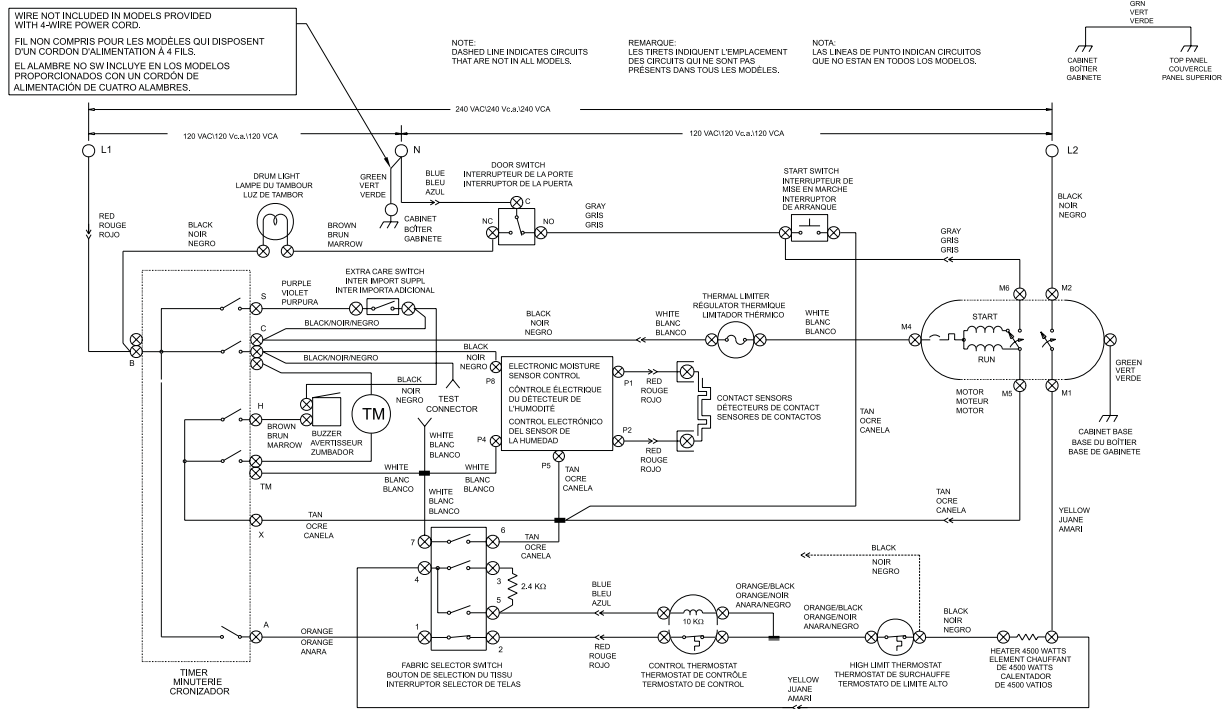 WIRE NOT INCLUDED IN MODELS PROVIDED
WITH 4-WIRE POWER CORD.
FIL NON COMPRIS POUR LES MODÈLES QUI DISPOSENT
D'UN CORDON D'ALIMENTATION À 4 FILS.
EL ALAMBRE NO SW INCLUYE EN LOS MODELOS
PROPORCIONADOS CON UN CORDÓN DE
ALIMENTACIÓN DE CUATRO ALAMBRES.
NOTE:
DASHED LINE INDICATES CIRCUITS
THAT ARE NOT IN ALL MODELS.
REMARQUE:
LES TIRETS INDIQUENT L'EMPLACEMENT
DES CIRCUITS QUI NE SONT PAS
PRÉSENTS DANS TOUS LES MODÈLES.
NOTA:
LAS LINEAS DE PUNTO INDICAN CIRCUITOS
QUE NO ESTAN EN TODOS LOS MODELOS.
GRN
VERT
VERDE
CABINET
BOÎTIER
GABINETE
TOP PANEL
COUVERCLE
PANEL SUPERIOR
240 VAC\240 Vc.a.\240 VCA
120 VAC\120 Vc.a.\120 VCA
120 VAC\120 Vc.a.\120 VCA
L1
N
L2
DRUM LIGHT
LAMPE DU TAMBOUR
LUZ DE TAMBOR
GREEN
VERT
VERDE
BLUE
BLEU
AZUL
CABINET
BOÎTIER
GABINETE
DOOR SWITCH
INTERRUPTEUR DE LA PORTE
INTERRUPTOR DE LA PUERTA
C
NC
NO
GRAY
GRIS
GRIS
START SWITCH
INTERRUPTEUR DE
MISE EN MARCHE
INTERRUPTOR
DE ARRANQUE
BLACK
NOIR
NEGRO
RED
ROUGE
ROJO
BLACK
NOIR
NEGRO
BROWN
BRUN
MARROW
GRAY
GRIS
GRIS
S
PURPLE
VIOLET
PURPURA
EXTRA CARE SWITCH
INTER IMPORT SUPPL
INTER IMPORTA ADICIONAL
C
BLACK/NOIR/NEGRO
BLACK/NOIR/NEGRO
B
BLACK
NOIR
NEGRO
WHITE
BLANC
BLANCO
THERMAL LIMITER
RÉGULATOR THERMÍQUE
LIMITADOR THÉRMICO
WHITE
BLANC
BLANCO
M4
M6
M2
START
RUN
MOTOR
MOTEUR
MOTOR
M5
M1
GREEN
VERT
VERDE
CABINET BASE
BASE DU BOÎTIER
BASE DE GABINETE
BLACK
NOIR
NEGRO
P8
BLACK
NOIR
NEGRO
TEST
CONNECTOR
ELECTRONIC MOISTURE
SENSOR CONTROL
CÔNTRÔLE ÉLECTRIQUE
DU DÉTECTEUR DE
L'HUMODITÉ
CONTROL ELECTRÓNICO
DEL SENSOR DE
LA HUMEDAD
P1
RED
ROUGE
ROJO
P2
RED
ROUGE
ROJO
P4
P5
CONTACT SENSORS
DÉTECTEURS DE CONTACT
SENSORES DE CONTACTOS
H
BROWN
BRUN
MARROW
BUZZER
AVERTISSEUR
ZUMBADOR
TM
TM
WHITE
BLANC
BLANCO
WHITE
BLANC
BLANCO
WHITE
BLANC
BLANCO
WHITE
BLANC
BLANCO
TAN
OCRE
CANELA
TAN
OCRE
CANELA
TAN
OCRE
CANELA
X
TAN
OCRE
CANELA
YELLOW
JUANE
AMARI
7
6
TAN
OCRE
CANELA
4
3
2.4 KΩ
5
1
2
BLACK
NOIR
NEGRO
BLUE
BLEU
AZUL
10 KΩ
ORANGE/BLACK
ORANGE/NOIR
ANARA/NEGRO
ORANGE/BLACK
ORANGE/NOIR
ANARA/NEGRO
BLACK
NOIR
NEGRO
A
ORANGE
ORANGE
ANARA
RED
ROUGE
ROJO
TIMER
MINUTERIE
CRONIZADOR
FABRIC SELECTOR SWITCH
BOUTON DE SELECTION DU TISSU
INTERRUPTOR SELECTOR DE TELAS
CONTROL THERMOSTAT
THERMOSTAT DE CONTRÔLE
TERMOSTATO DE CONTROL
HIGH LIMIT THERMOSTAT
THERMOSTAT DE SURCHAUFFE
TERMOSTATO DE LIMITE ALTO
HEATER 4500 WATTS
ELEMENT CHAUFFANT
DE 4500 WATTS
CALENTADOR
DE 4500 VATIOS
YELLOW
JUANE
AMARI